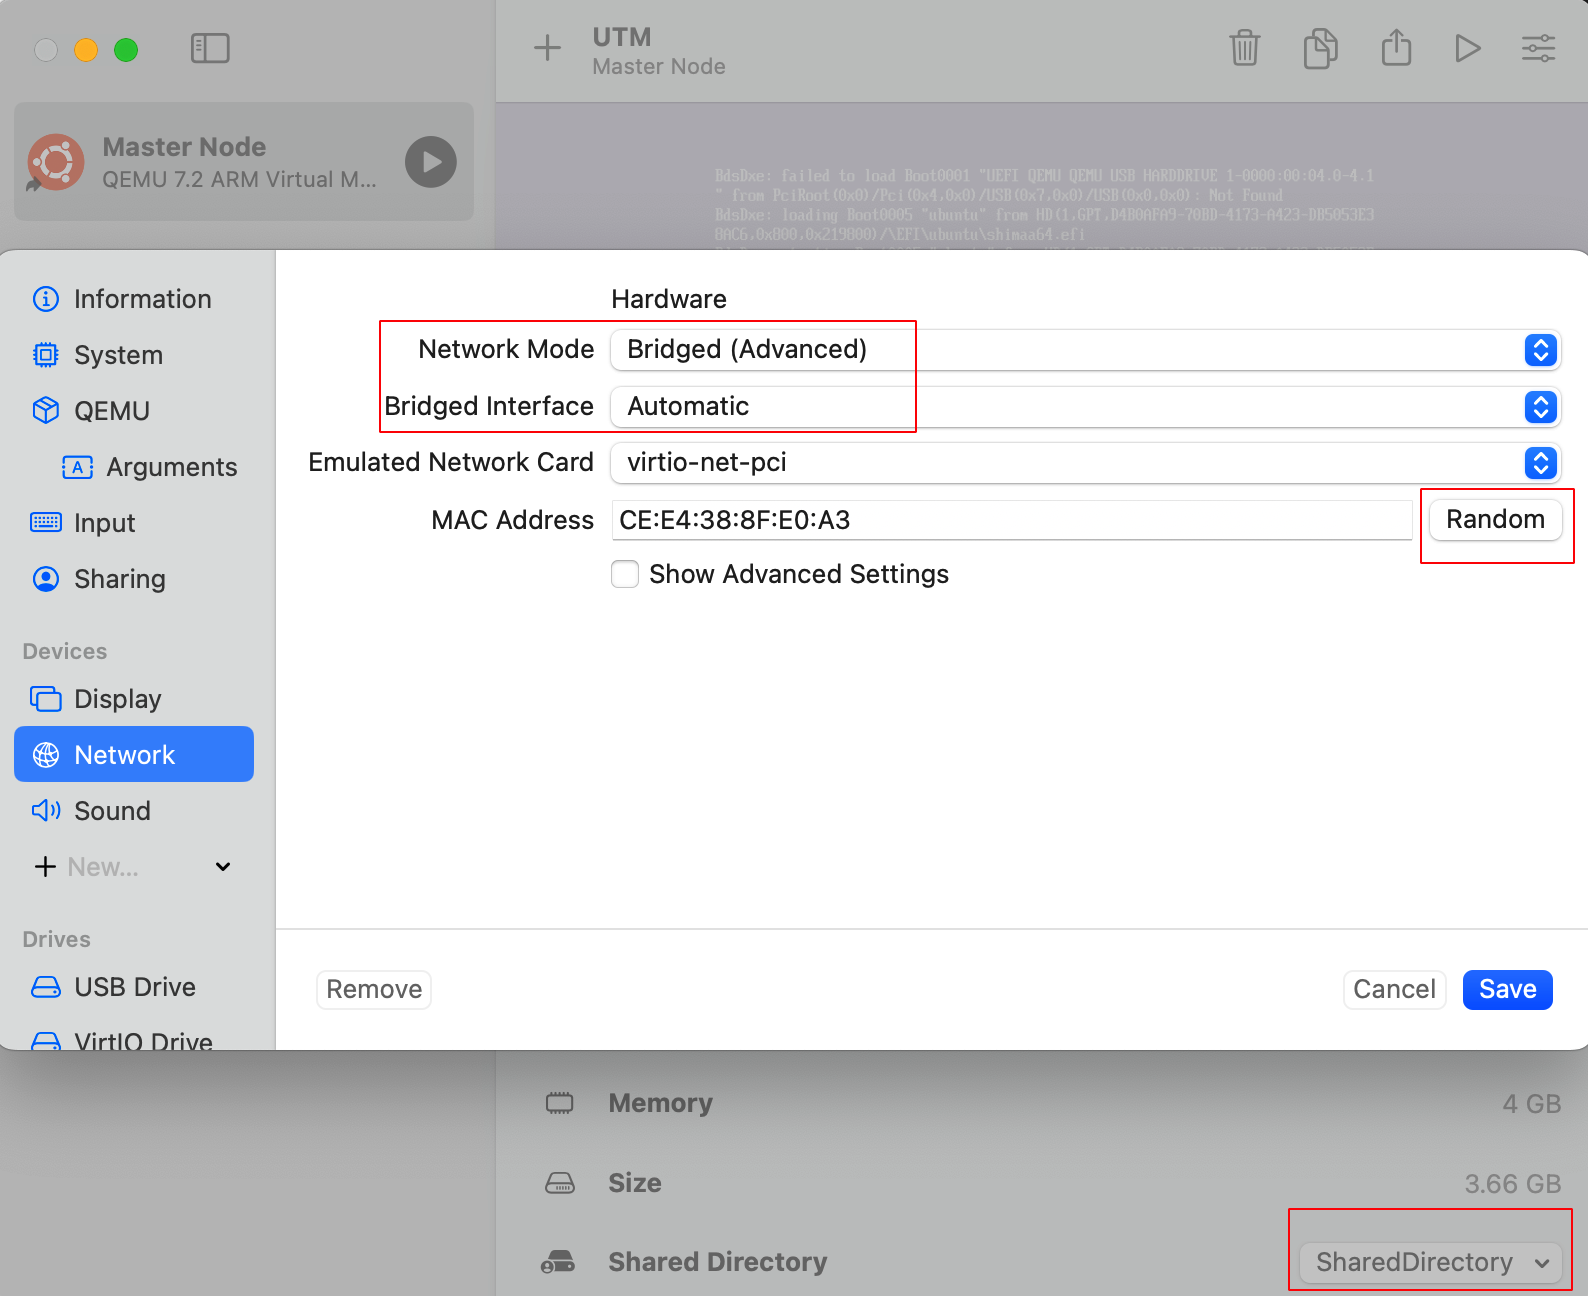 UTM
Master Node
Master Node
QEMU 7.2 ARM Virtual M...
BdsDxe: failed to load Boot0001 "UEFI QEMU QEMU USB HARDDRIVE 1-0000:00:04.0-4.1
" from PciRoot(0x0)/Pci(0x4,0x0)/USB(0x7,0x0)/USB(0x0,0x0): Not Found
BdsDxe: loading Boot0005 "ubuntu" from HD(1,GPT,D4B0AFA9-70BD-4173-A423-DB5053E3
8AC6,0x800,0x219800)/\EFI\ubuntu\shimaa64.efi
Information
System
QEMU
Arguments
Input
Sharing
Devices
Display
Network
Sound
New...
Drives
USB Drive
VirtIO Drive
Hardware
Network Mode Bridged (Advanced)
Bridged Interface Automatic
Emulated Network Card virtio-net-pci
MAC Address CE:E4:38:8F:E0:A3 Random
Show Advanced Settings
Remove Cancel Save
Memory 4 GB
Size 3.66 GB
Shared Directory SharedDirectory